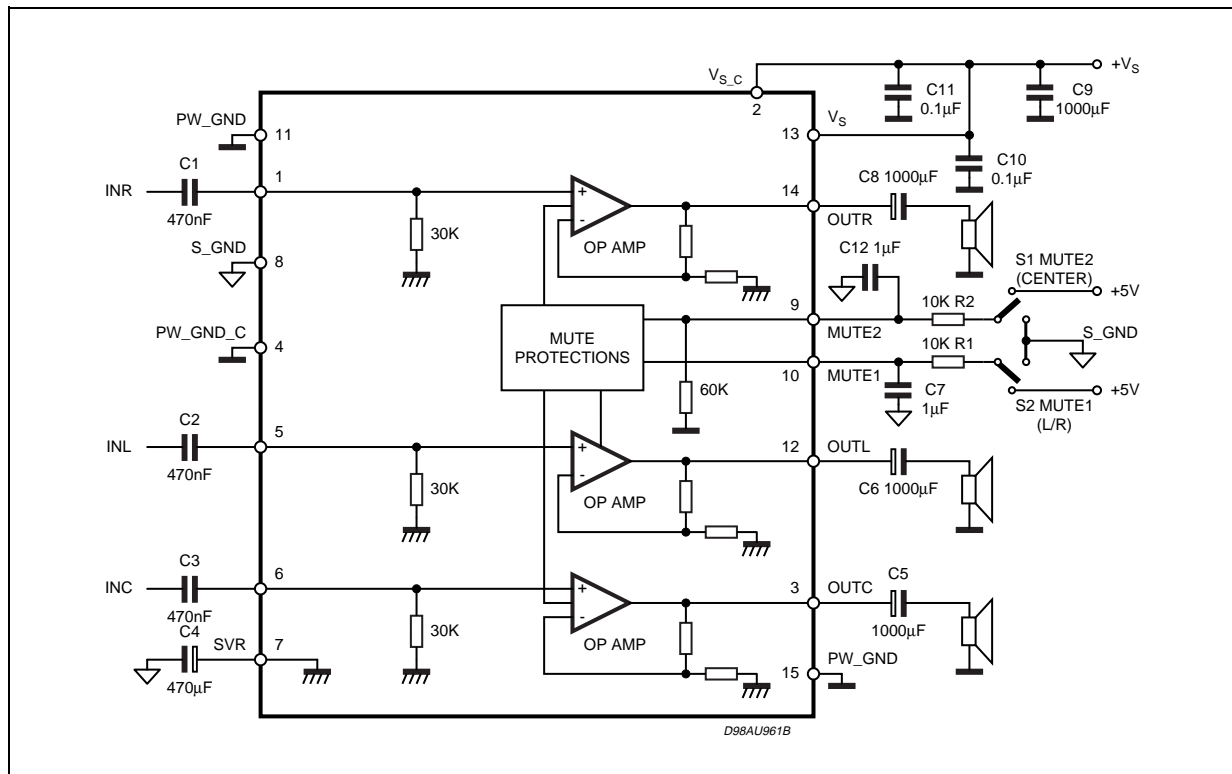 V_S_C
2
C11
0.1µF
C9
1000µF
+V_S
PW_GND
11
13
V_S
C10
0.1µF
INR
C1
470nF
1
+
-
OP AMP
14
OUTR
C8 1000µF
30K
S_GND
8
C12 1µF
S1 MUTE2
(CENTER)
+5V
MUTE
PROTECTIONS
9
MUTE2
10K R2
S_GND
PW_GND_C
4
10
MUTE1
10K R1
60K
C7
1µF
S2 MUTE1
(L/R)
+5V
INL
C2
470nF
5
+
-
OP AMP
12
OUTL
C6 1000µF
30K
INC
C3
470nF
6
+
-
OP AMP
3
OUTC
C5
1000µF
30K
C4
470µF
SVR
7
15
PW_GND
D98AU961B